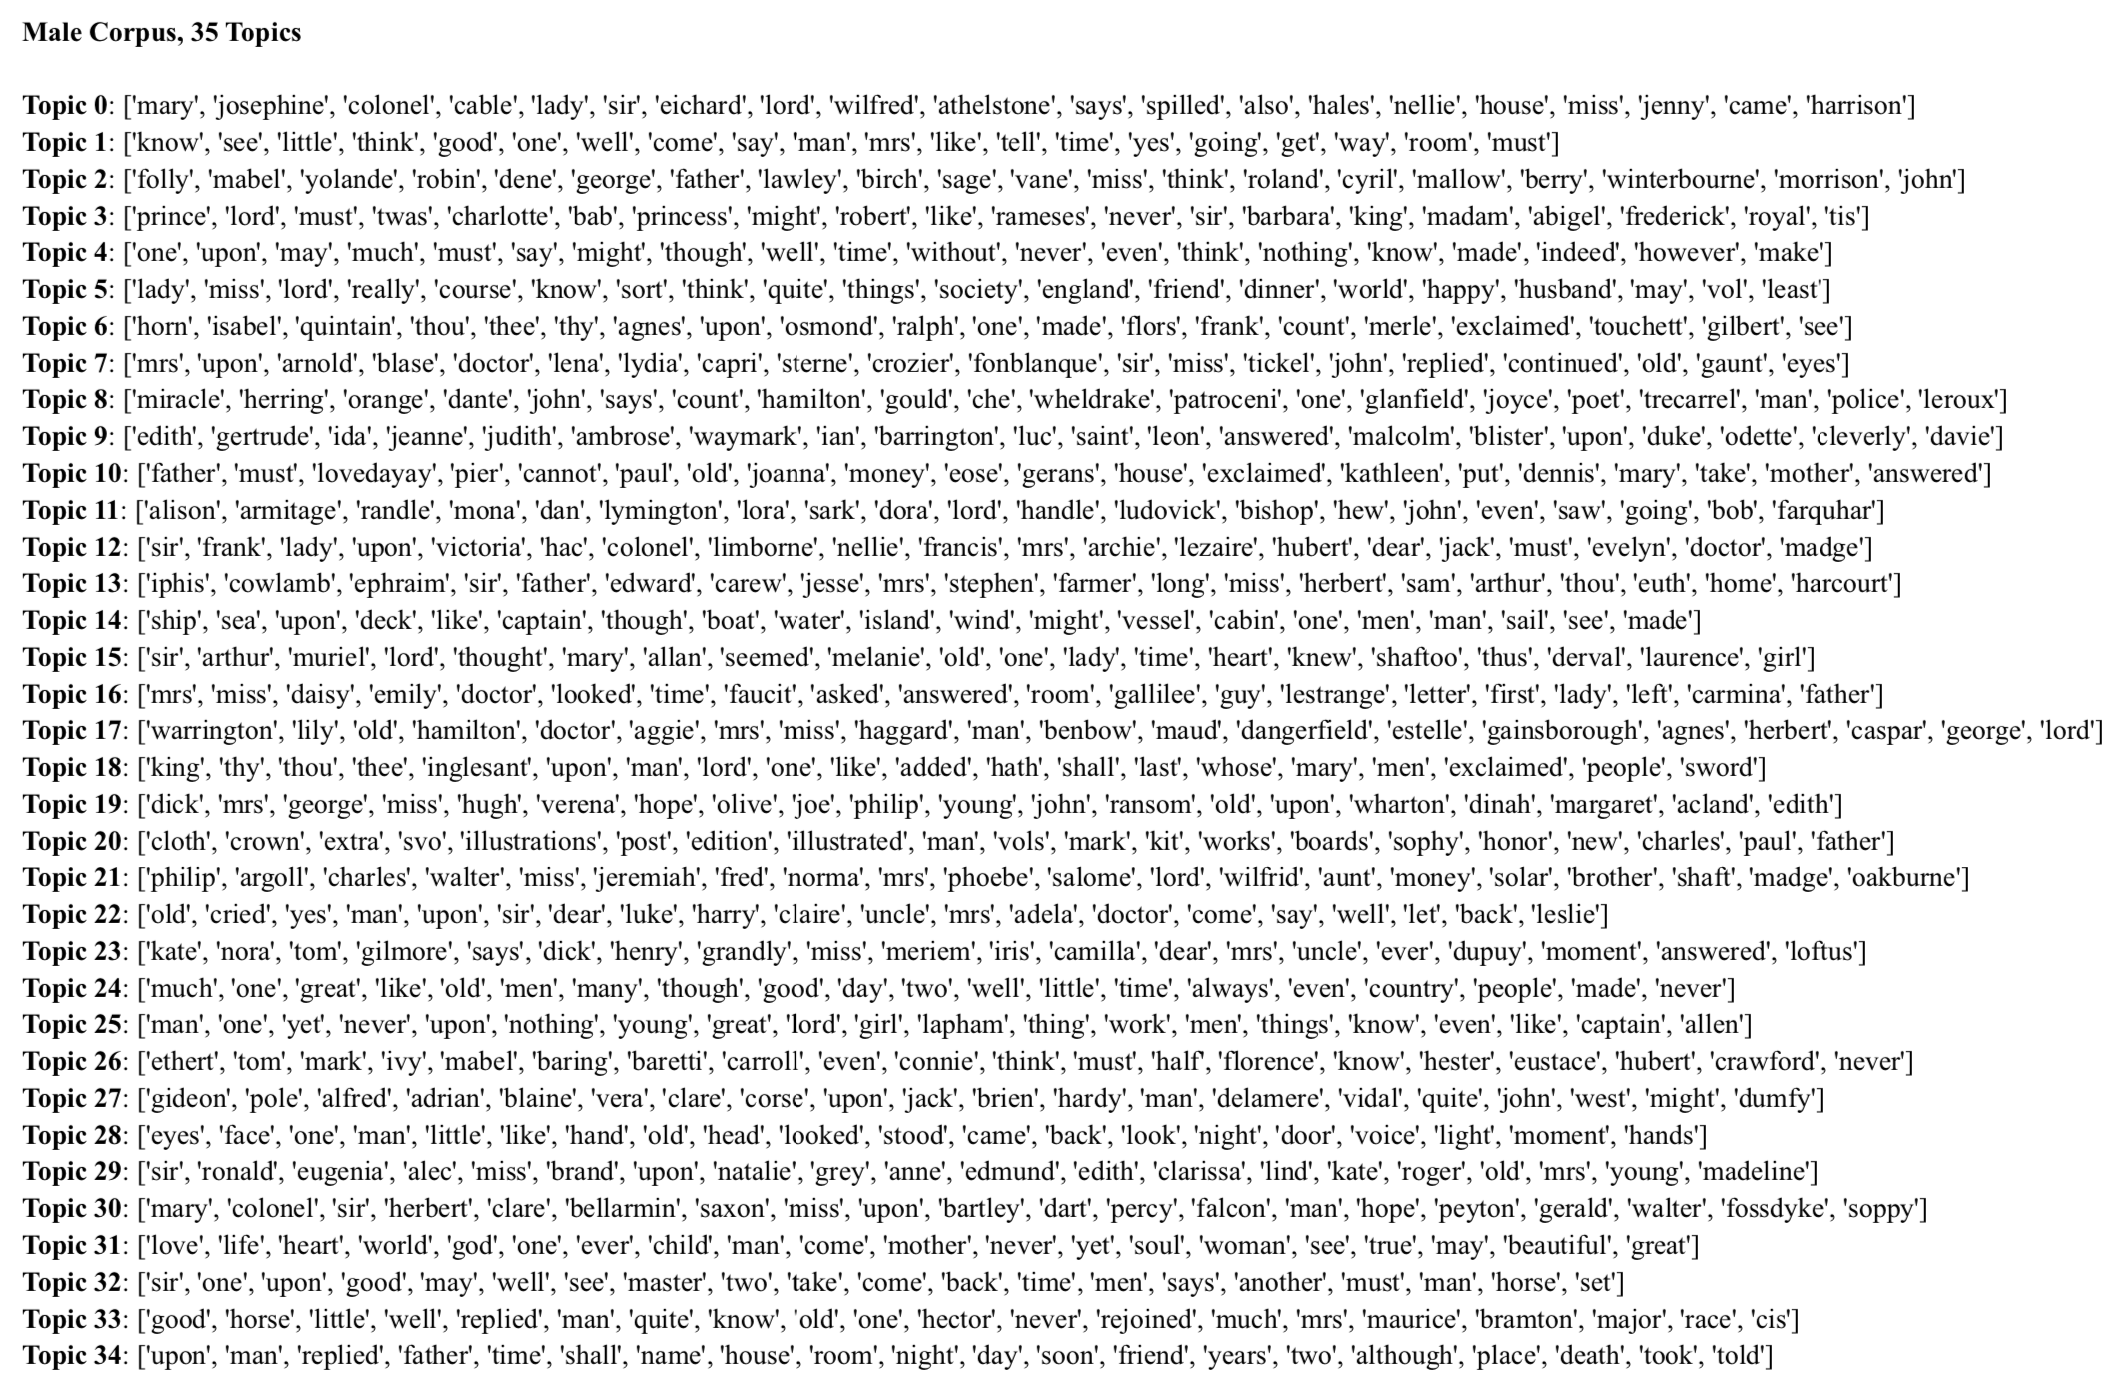 Male Corpus, 35 Topics
Topic 0: ['mary', 'josephine', 'colonel', 'cable', 'lady', 'sir', 'eichard', 'lord', 'wilfred', 'athelstone', 'says', 'spilled', 'also', 'hales', 'nellie', 'house', 'miss', 'jenny', 'came', 'harrison']
Topic 1: ['know', 'see', 'little', 'think', 'good', 'one', 'well', 'come', 'say', 'man', 'mrs', 'like', 'tell', 'time', 'yes', 'going', 'get', 'way', 'room', 'must']
Topic 2: ['folly', 'mabel', 'yolande', 'robin', 'dene', 'george', 'father', 'lawley', 'birch', 'sage', 'vane', 'miss', 'think', 'roland', 'cyril', 'mallow', 'berry', 'winterbourne', 'morrison', 'john']
Topic 3: ['prince', 'lord', 'must', 'twas', 'charlotte', 'bab', 'princess', 'might', 'robert', 'like', 'rameses', 'never', 'sir', 'barbara', 'king', 'madam', 'abigel', 'frederick', 'royal', 'tis']
Topic 4: ['one', 'upon', 'may', 'much', 'must', 'say', 'might', 'though', 'well', 'time', 'without', 'never', 'even', 'think', 'nothing', 'know', 'made', 'indeed', 'however', 'make']
Topic 5: ['lady', 'miss', 'lord', 'really', 'course', 'know', 'sort', 'think', 'quite', 'things', 'society', 'england', 'friend', 'dinner', 'world', 'happy', 'husband', 'may', 'vol', 'least']
Topic 6: ['horn', 'isabel', 'quintain', 'thou', 'thee', 'thy', 'agnes', 'upon', 'osmond', 'ralph', 'one', 'made', 'flors', 'frank', 'count', 'merle', 'exclaimed', 'touchett', 'gilbert', 'see']
Topic 7: ['mrs', 'upon', 'arnold', 'blase', 'doctor', 'lena', 'lydia', 'capri', 'sterne', 'crozier', 'fonblanque', 'sir', 'miss', 'tickel', 'john', 'replied', 'continued', 'old', 'gaunt', 'eyes']
Topic 8: ['miracle', 'herring', 'orange', 'dante', 'john', 'says', 'count', 'hamilton', 'gould', 'che', 'wheldrake', 'patroceni', 'one', 'glanfield', 'joyce', 'poet', 'trecarrel', 'man', 'police', 'leroux']
Topic 9: ['edith', 'gertrude', 'ida', 'jeanne', 'judith', 'ambrose', 'waymark', 'ian', 'barrington', 'luc', 'saint', 'leon', 'answered', 'malcolm', 'blister', 'upon', 'duke', 'odette', 'cleverly', 'davie']
Topic 10: ['father', 'must', 'lovedayay', 'pier', 'cannot', 'paul', 'old', 'joanna', 'money', 'eose', 'gerans', 'house', 'exclaimed', 'kathleen', 'put', 'dennis', 'mary', 'take', 'mother', 'answered']
Topic 11: ['alison', 'armitage', 'randle', 'mona', 'dan', 'lymington', 'lora', 'sark', 'dora', 'lord', 'handle', 'ludovick', 'bishop', 'hew', 'john', 'even', 'saw', 'going', 'bob', 'farquhar']
Topic 12: ['sir', 'frank', 'lady', 'upon', 'victoria', 'hac', 'colonel', 'limborne', 'nellie', 'francis', 'mrs', 'archie', 'lezaire', 'hubert', 'dear', 'jack', 'must', 'evelyn', 'doctor', 'madge']
Topic 13: ['iphis', 'cowlamb', 'ephraim', 'sir', 'father', 'edward', 'carew', 'jesse', 'mrs', 'stephen', 'farmer', 'long', 'miss', 'herbert', 'sam', 'arthur', 'thou', 'euth', 'home', 'harcourt']
Topic 14: ['ship', 'sea', 'upon', 'deck', 'like', 'captain', 'though', 'boat', 'water', 'island', 'wind', 'might', 'vessel', 'cabin', 'one', 'men', 'man', 'sail', 'see', 'made']
Topic 15: ['sir', 'arthur', 'muriel', 'lord', 'thought', 'mary', 'allan', 'seemed', 'melanie', 'old', 'one', 'lady', 'time', 'heart', 'knew', 'shaftoo', 'thus', 'derval', 'laurence', 'girl']
Topic 16: ['mrs', 'miss', 'daisy', 'emily', 'doctor', 'looked', 'time', 'faucit', 'asked', 'answered', 'room', 'gallilee', 'guy', 'lestrange', 'letter', 'first', 'lady', 'left', 'carmina', 'father']
Topic 17: ['warrington', 'lily', 'old', 'hamilton', 'doctor', 'aggie', 'mrs', 'miss', 'haggard', 'man', 'benbow', 'maud', 'dangerfield', 'estelle', 'gainsborough', 'agnes', 'herbert', 'caspar', 'george', 'lord']
Topic 18: ['king', 'thy', 'thou', 'thee', 'inglesant', 'upon', 'man', 'lord', 'one', 'like', 'added', 'hath', 'shall', 'last', 'whose', 'mary', 'men', 'exclaimed', 'people', 'sword']
Topic 19: ['dick', 'mrs', 'george', 'miss', 'hugh', 'verena', 'hope', 'olive', 'joe', 'philip', 'young', 'john', 'ransom', 'old', 'upon', 'wharton', 'dinah', 'margaret', 'acland', 'edith']
Topic 20: ['cloth', 'crown', 'extra', 'svo', 'illustrations', 'post', 'edition', 'illustrated', 'man', 'vols', 'mark', 'kit', 'works', 'boards', 'sophy', 'honor', 'new', 'charles', 'paul', 'father']
Topic 21: ['philip', 'argoll', 'charles', 'walter', 'miss', 'jeremiah', 'fred', 'norma', 'mrs', 'phoebe', 'salome', 'lord', 'wilfrid', 'aunt', 'money', 'solar', 'brother', 'shaft', 'madge', 'oakburne']
Topic 22: ['old', 'cried', 'yes', 'man', 'upon', 'sir', 'dear', 'luke', 'harry', 'claire', 'uncle', 'mrs', 'adela', 'doctor', 'come', 'say', 'well', 'let', 'back', 'leslie']
Topic 23: ['kate', 'nora', 'tom', 'gilmore', 'says', 'dick', 'henry', 'grandly', 'miss', 'meriem', 'iris', 'camilla', 'dear', 'mrs', 'uncle', 'ever', 'dupuy', 'moment', 'answered', 'loftus']
Topic 24: ['much', 'one', 'great', 'like', 'old', 'men', 'many', 'though', 'good', 'day', 'two', 'well', 'little', 'time', 'always', 'even', 'country', 'people', 'made', 'never']
Topic 25: ['man', 'one', 'yet', 'never', 'upon', 'nothing', 'young', 'great', 'lord', 'girl', 'lapham', 'thing', 'work', 'men', 'things', 'know', 'even', 'like', 'captain', 'allen']
Topic 26: ['ethert', 'tom', 'mark', 'ivy', 'mabel', 'baring', 'baretti', 'carroll', 'even', 'connie', 'think', 'must', 'half', 'florence', 'know', 'hester', 'eustace', 'hubert', 'crawford', 'never']
Topic 27: ['gideon', 'pole', 'alfred', 'adrian', 'blaine', 'vera', 'clare', 'corse', 'upon', 'jack', 'brien', 'hardy', 'man', 'delamere', 'vidal', 'quite', 'john', 'west', 'might', 'dumfy']
Topic 28: ['eyes', 'face', 'one', 'man', 'little', 'like', 'hand', 'old', 'head', 'looked', 'stood', 'came', 'back', 'look', 'night', 'door', 'voice', 'light', 'moment', 'hands']
Topic 29: ['sir', 'ronald', 'eugenia', 'alec', 'miss', 'brand', 'upon', 'natalie', 'grey', 'anne', 'edmund', 'edith', 'clarissa', 'lind', 'kate', 'roger', 'old', 'mrs', 'young', 'madeline']
Topic 30: ['mary', 'colonel', 'sir', 'herbert', 'clare', 'bellarmin', 'saxon', 'miss', 'upon', 'bartley', 'dart', 'percy', 'falcon', 'man', 'hope', 'peyton', 'gerald', 'walter', 'fossdyke', 'soppy']
Topic 31: ['love', 'life', 'heart', 'world', 'god', 'one', 'ever', 'child', 'man', 'come', 'mother', 'never', 'yet', 'soul', 'woman', 'see', 'true', 'may', 'beautiful', 'great']
Topic 32: ['sir', 'one', 'upon', 'good', 'may', 'well', 'see', 'master', 'two', 'take', 'come', 'back', 'time', 'men', 'says', 'another', 'must', 'man', 'horse', 'set']
Topic 33: ['good', 'horse', 'little', 'well', 'replied', 'man', 'quite', 'know', 'old', 'one', 'hector', 'never', 'rejoined', 'much', 'mrs', 'maurice', 'bramton', 'major', 'race', 'cis']
Topic 34: ['upon', 'man', 'replied', 'father', 'time', 'shall', 'name', 'house', 'room', 'night', 'day', 'soon', 'friend', 'years', 'two', 'although', 'place', 'death', 'took', 'told']